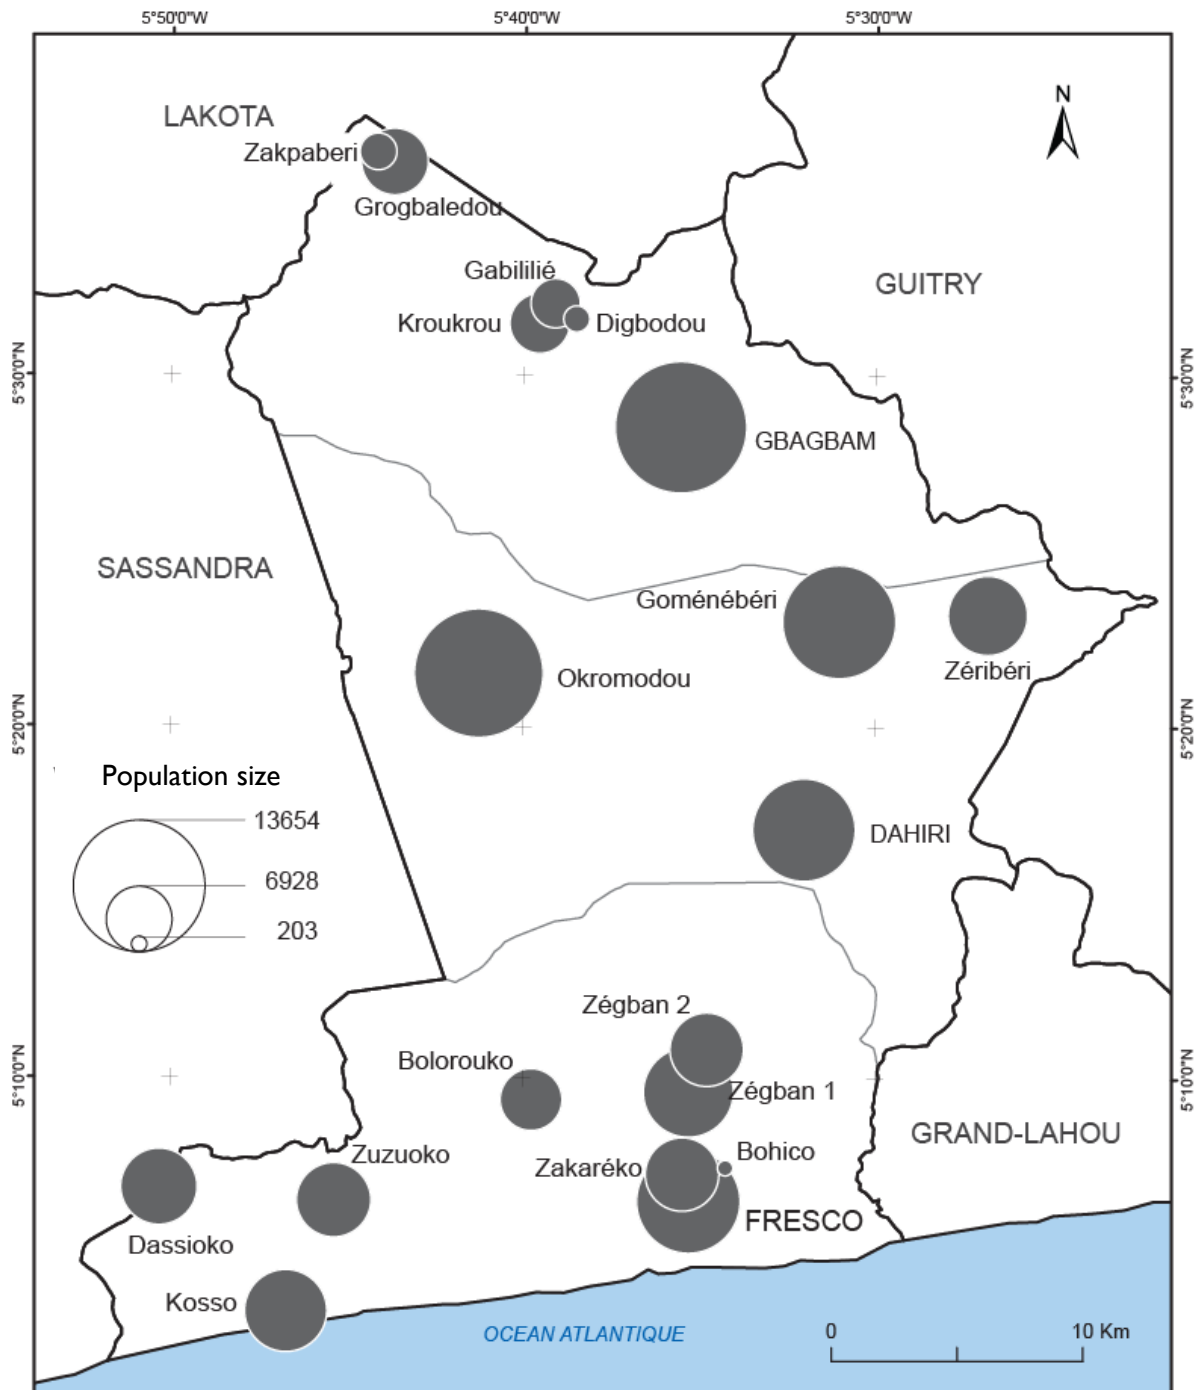 5°50'0"W 5°40'0"W 5°30'0"W
N
LAKOTA
Zakpaberi
Grogbaledou
Gabililié
GUITRY
Kroukrou
Digbodou
5°30'0"N
5°30'0"N
GBAGBAM
SASSANDRA
Goménébéri
Zéribéri
Okromodou
5°20'0"N
5°20'0"N
Population size
13654
6928
203
DAHIRI
Zégban 2
Bolorouko
5°10'0"N
5°10'0"N
Zégban 1
GRAND-LAHOU
Bohico
Zuzuoko
Zakaréko
FRESCO
Dassioko
Kosso
OCEAN ATLANTIQUE
0 10 Km